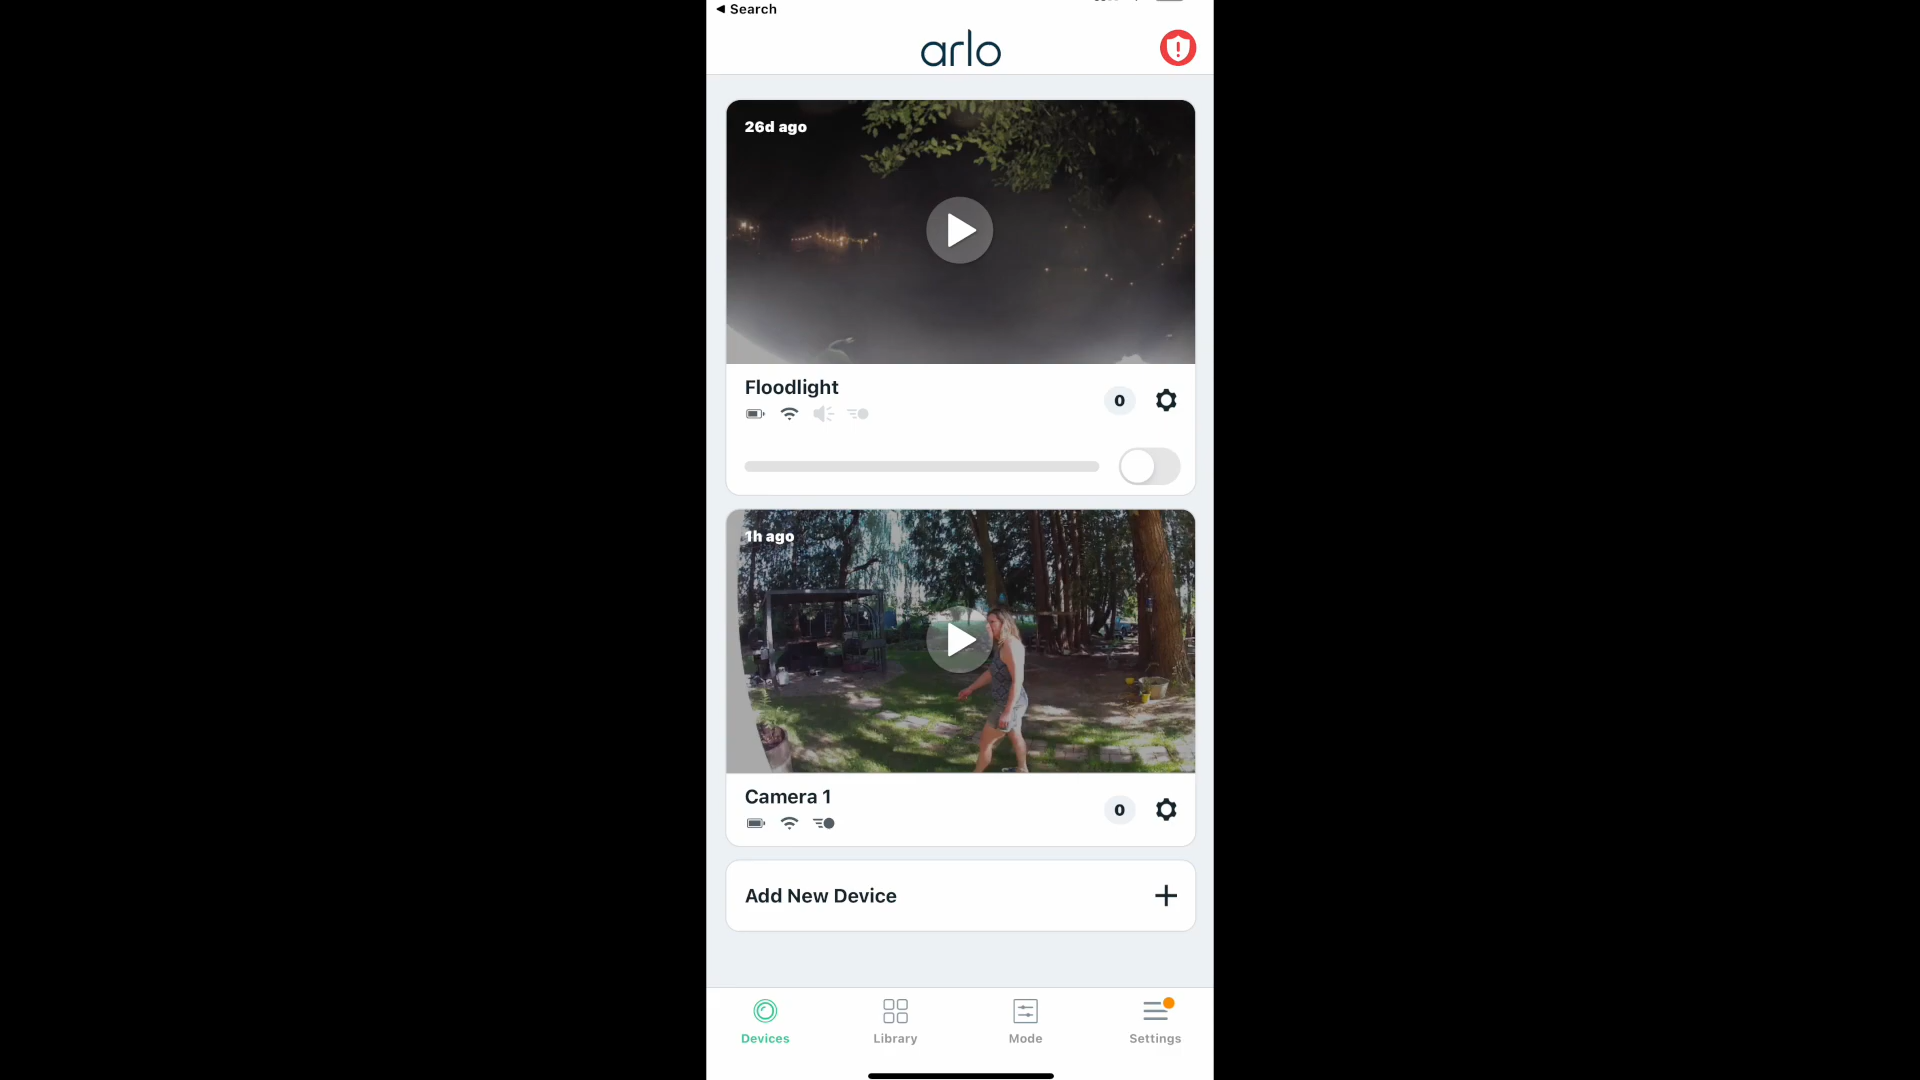 ◀ Search
arlo
26d ago
Floodlight
0
1h ago
Camera 1
0
Add New Device
Devices
Library
Mode
Settings